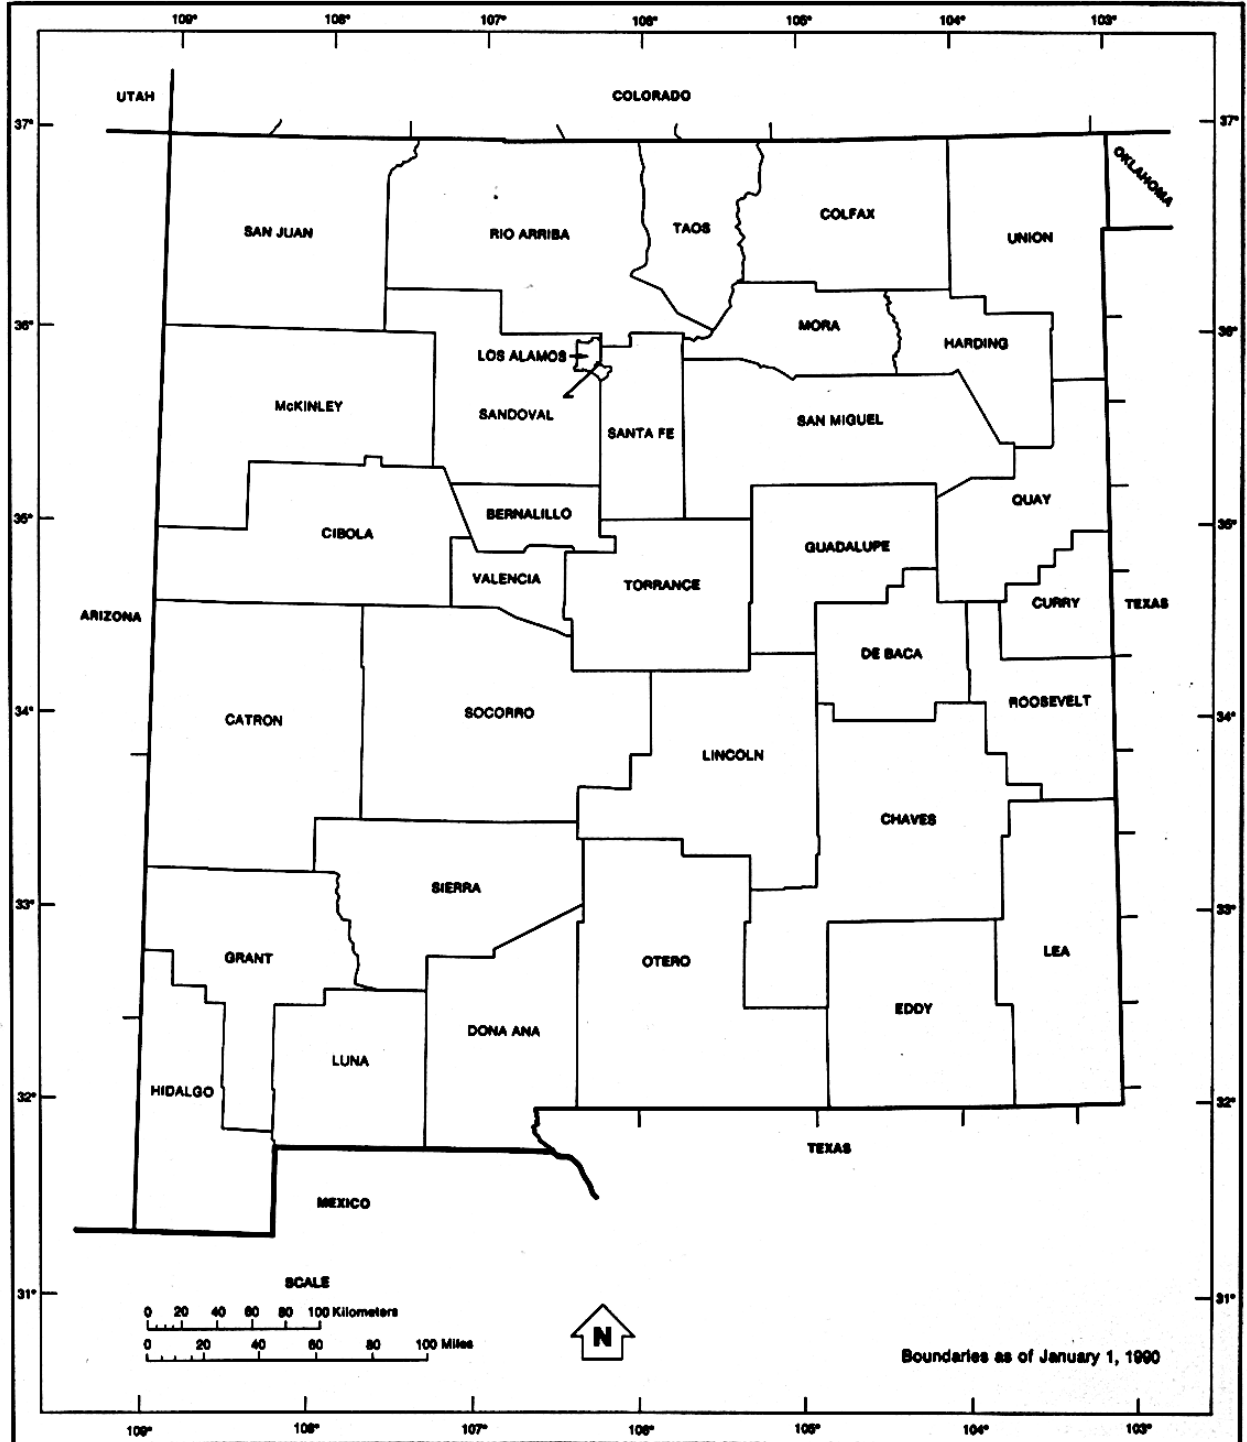 109° 108° 107° 106° 105° 104° 103°
UTAH COLORADO
37° 37°
OKLAHOMA
SAN JUAN RIO ARRIBA TAOS COLFAX UNION
36° MORA 36°
LOS ALAMOS HARDING
McKINLEY SANDOVAL SANTA FE SAN MIGUEL
QUAY
35° CIBOLA BERNALILLO GUADALUPE 35°
VALENCIA TORRANCE
ARIZONA CURRY TEXAS
DE BACA
34° CATRON SOCORRO ROOSEVELT 34°
LINCOLN
CHAVES
SIERRA
33° 33°
GRANT OTERO LEA
DONA ANA EDDY
LUNA
32° HIDALGO 32°
TEXAS
MEXICO
SCALE
31° 31°
0 20 40 60 80 100 Kilometers
0 20 40 60 80 100 Miles
N
Boundaries as of January 1, 1990
109° 108° 107° 106° 105° 104° 103°